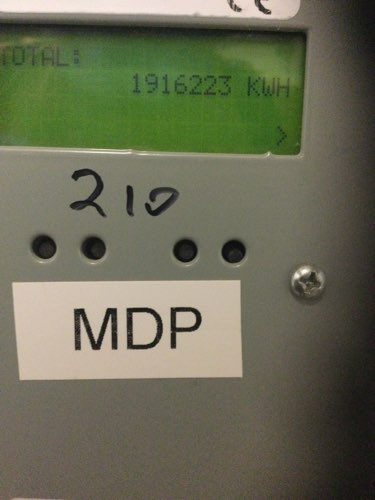 TOTAL:
1916223 KWH
>
210
MDP